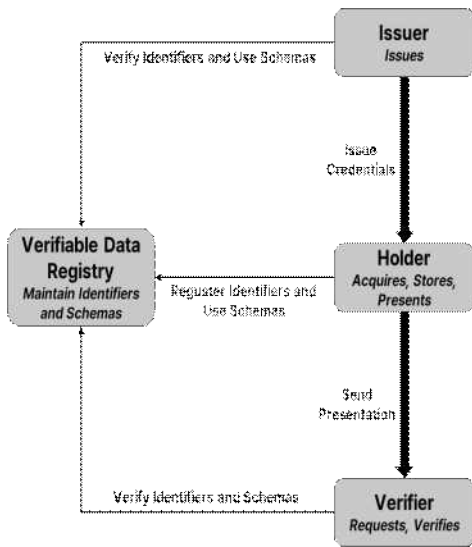 Issuer
Issues
Verify Identifiers and Use Schemas
Issue
Credentials
Verifiable Data
Registry
Maintain Identifiers
and Schemas
Holder
Acquires, Stores,
Presents
Reguster Identifiers and
Use Schemas
Send
Presentation
Verify Identifiers and Schemas
Verifier
Requests, Verifies